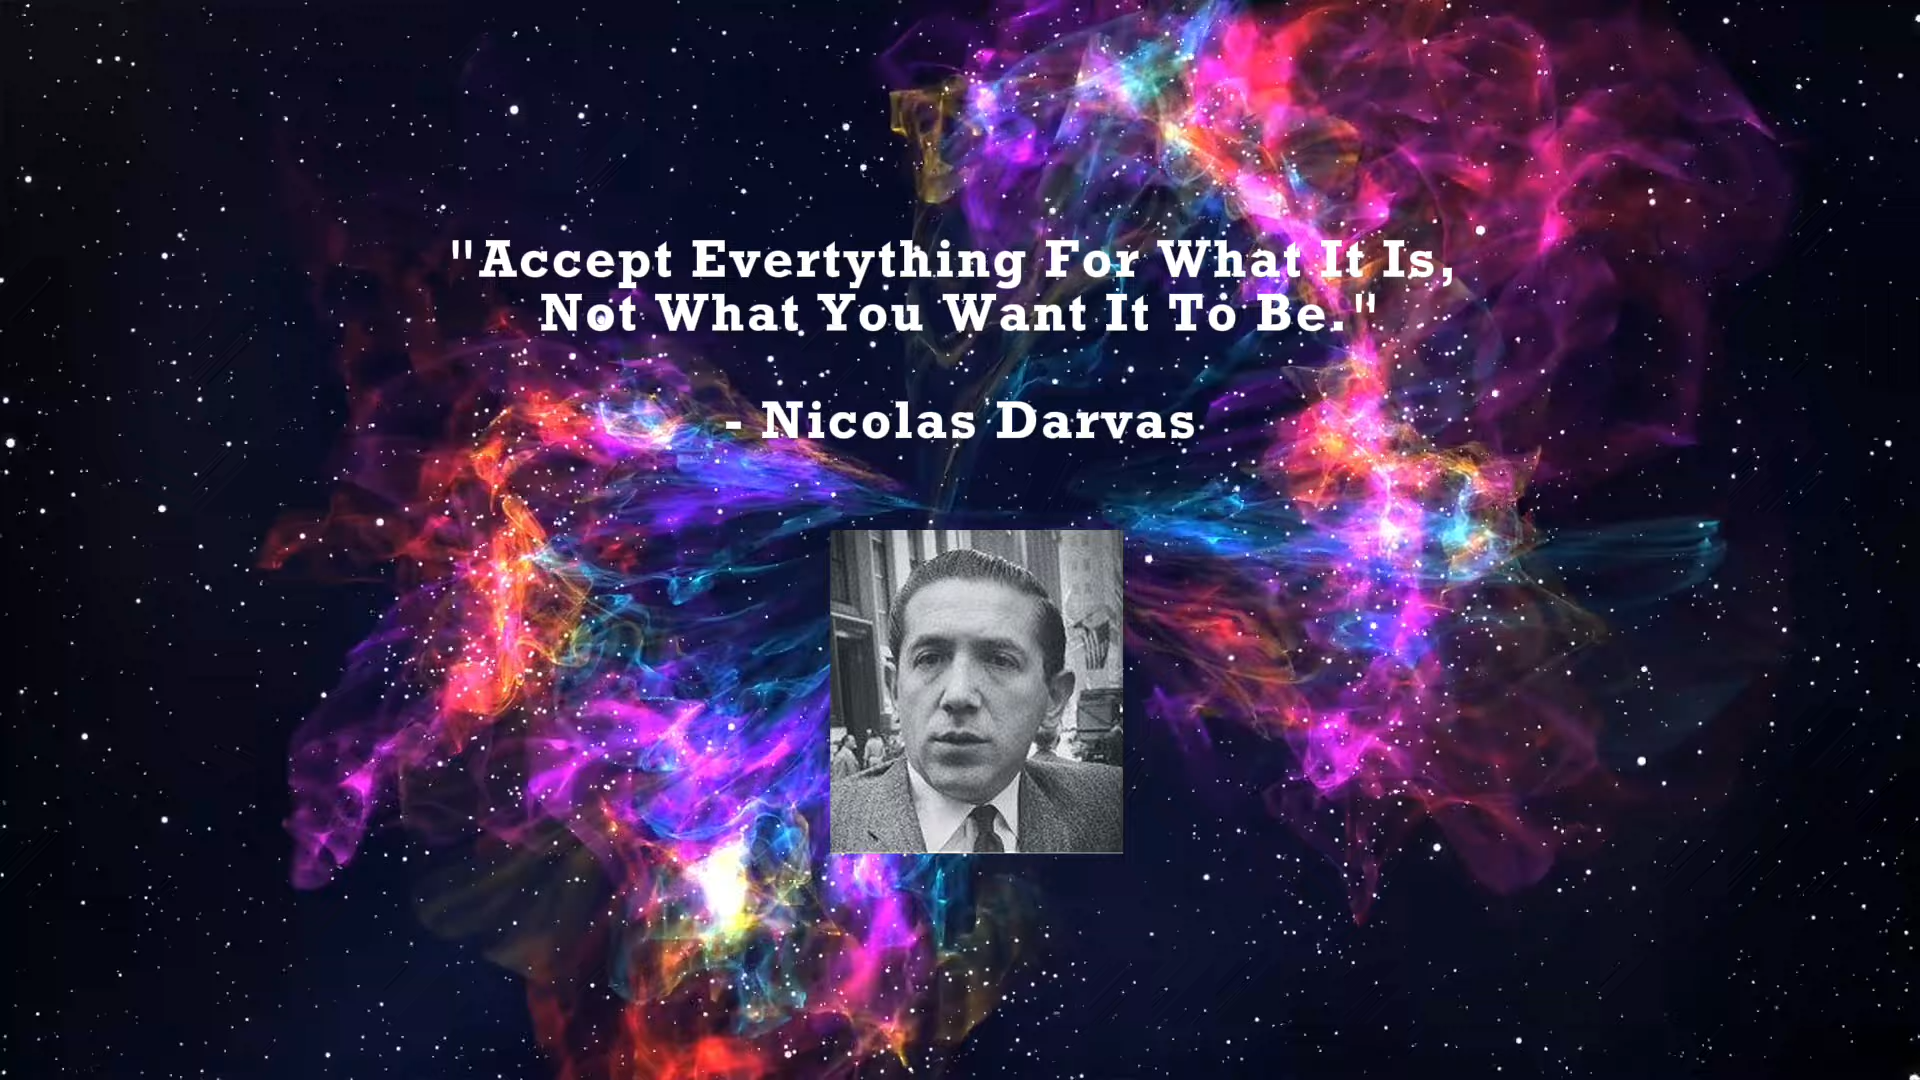 "Accept Evertything For What It Is,
Not What You Want It To Be."
- Nicolas Darvas